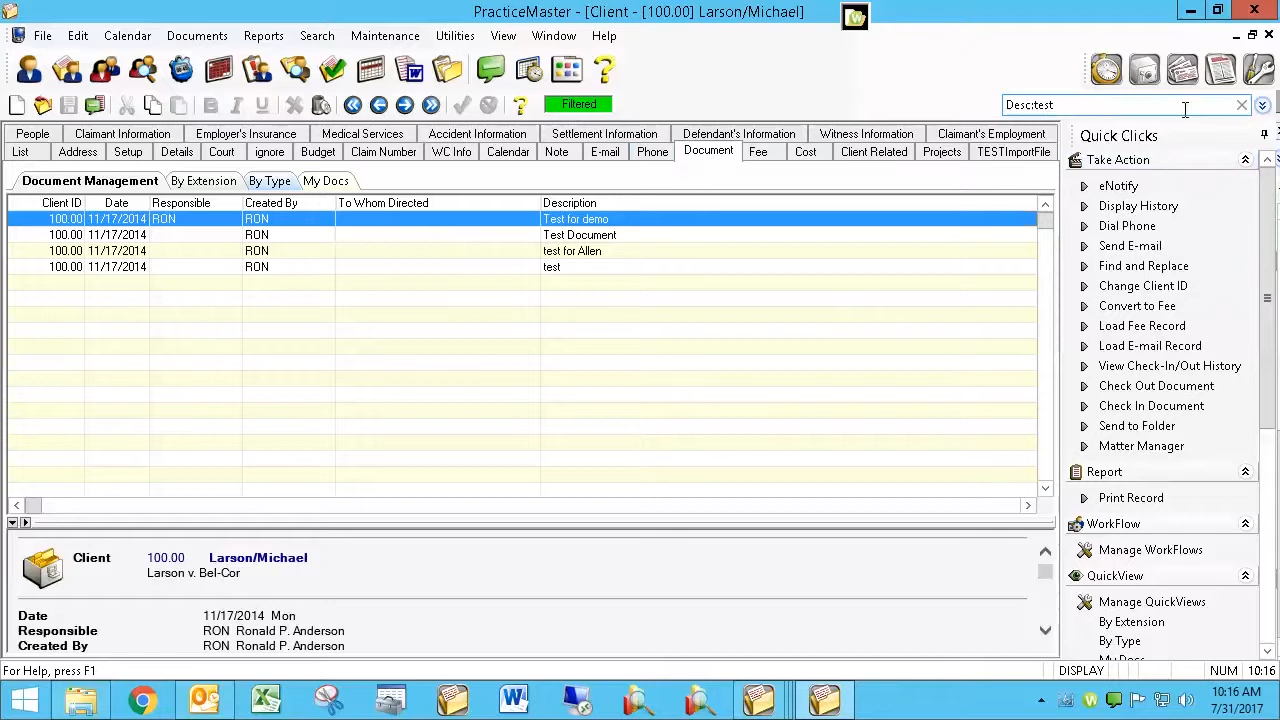 PracticeMaster - [Client - [100.00] Larson/Michael]
File Edit Calendar Documents Reports Search Maintenance Utilities View Window Help
Filtered
Desc:test
People Claimant Information Employer's Insurance Medical Services Accident Information Settlement Information Defendant's Information Witness Information Claimant's Employment
List Address Setup Details Court ignore Budget Claim Number WC Info Calendar Note E-mail Phone Document Fee Cost Client Related Projects TESTImportFile
Document Management By Extension By Type My Docs
Client ID Date Responsible Created By To Whom Directed Description
100.00 11/17/2014 RON RON Test for demo
100.00 11/17/2014 RON Test Document
100.00 11/17/2014 RON test for Allen
100.00 11/17/2014 RON test
Client 100.00 Larson/Michael
Larson v. Bel-Cor
Date 11/17/2014 Mon
Responsible RON Ronald P. Anderson
Created By RON Ronald P. Anderson
Quick Clicks
Take Action
eNotify
Display History
Dial Phone
Send E-mail
Find and Replace
Change Client ID
Convert to Fee
Load Fee Record
Load E-mail Record
View Check-In/Out History
Check Out Document
Check In Document
Send to Folder
Matter Manager
Report
Print Record
WorkFlow
Manage WorkFlows
QuickView
Manage QuickViews
By Extension
By Type
My Docs
For Help, press F1
DISPLAY NUM 10:16
10:16 AM
7/31/2017